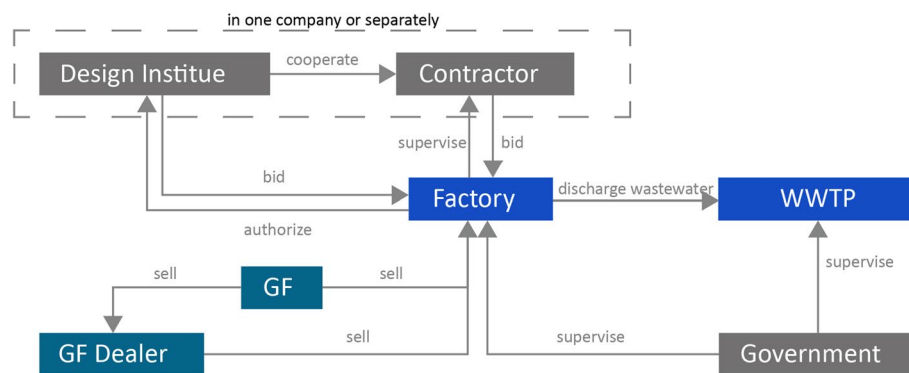 in one company or separately
Design Institue
cooperate
Contractor
supervise
bid
bid
Factory
discharge wastewater
WWTP
authorize
supervise
sell
GF
sell
GF Dealer
sell
supervise
Government